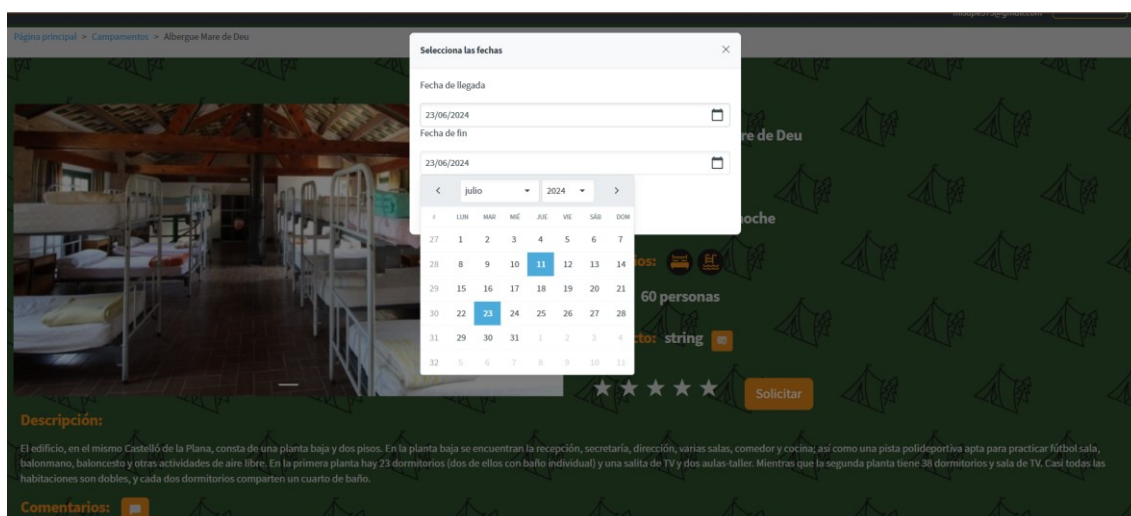 Página principal > Campamentos > Albergue Mare de Deu
Selecciona las fechas
Fecha de llegada
23/06/2024
Fecha de fin
23/06/2024
julio 2024
# LUN MAR MIÉ JUE VIE SÁB DOM
27 1 2 3 4 5 6 7
28 8 9 10 11 12 13 14
29 15 16 17 18 19 20 21
30 22 23 24 25 26 27 28
31 29 30 31 1 2 3 4
32 5 6 7 8 9 10 11
re de Deu
oche
ios:
60 personas
cto: string
Solicitar
Descripción:
El edificio, en el mismo Castelló de la Plana, consta de una planta baja y dos pisos. En la planta baja se encuentran la recepción, secretaría, dirección, varias salas, comedor y cocina; así como una pista polideportiva apta para practicar fútbol sala,
balonmano, baloncesto y otras actividades de aire libre. En la primera planta hay 23 dormitorios (dos de ellos con baño individual) y una salita de TV y dos aulas-taller. Mientras que la segunda planta tiene 38 dormitorios y sala de TV. Casi todas las
habitaciones son dobles, y cada dos dormitorios comparten un cuarto de baño.
Comentarios: